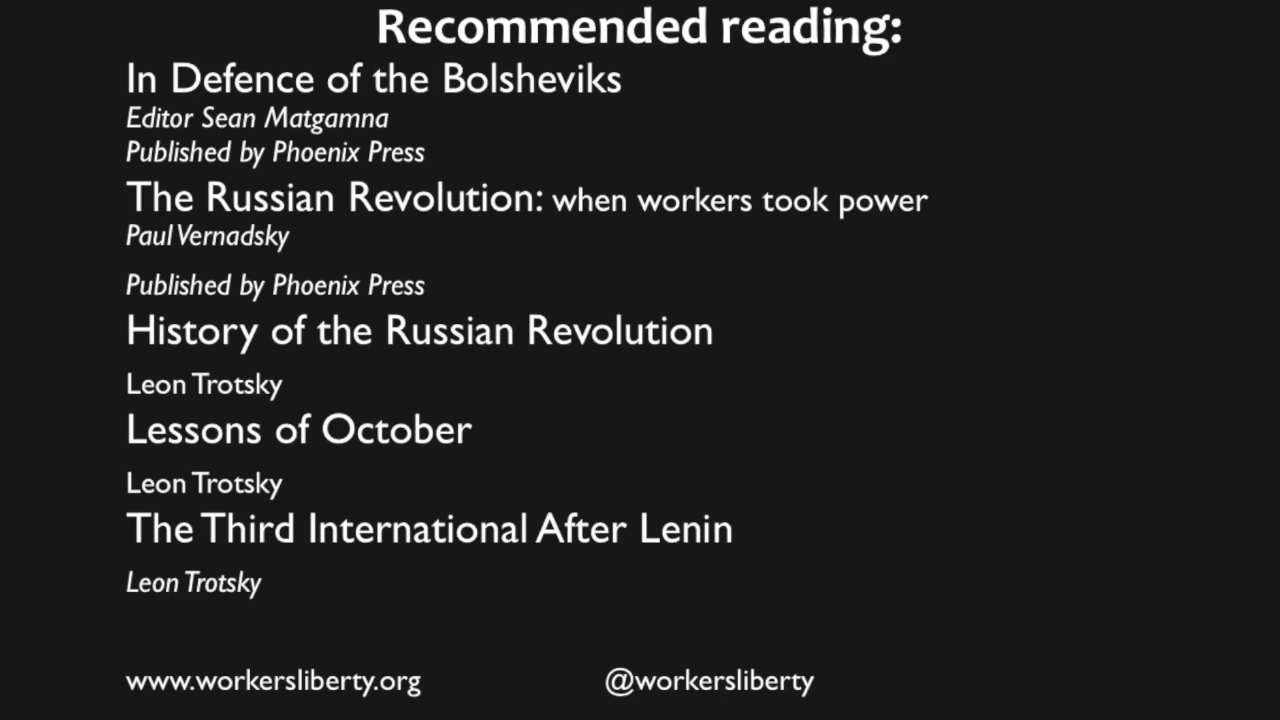 Recommended reading:
In Defence of the Bolsheviks
Editor Sean Matgamna
Published by Phoenix Press
The Russian Revolution: when workers took power
Paul Vernadsky
Published by Phoenix Press
History of the Russian Revolution
Leon Trotsky
Lessons of October
Leon Trotsky
The Third International After Lenin
Leon Trotsky
www.workersliberty.org @workersliberty